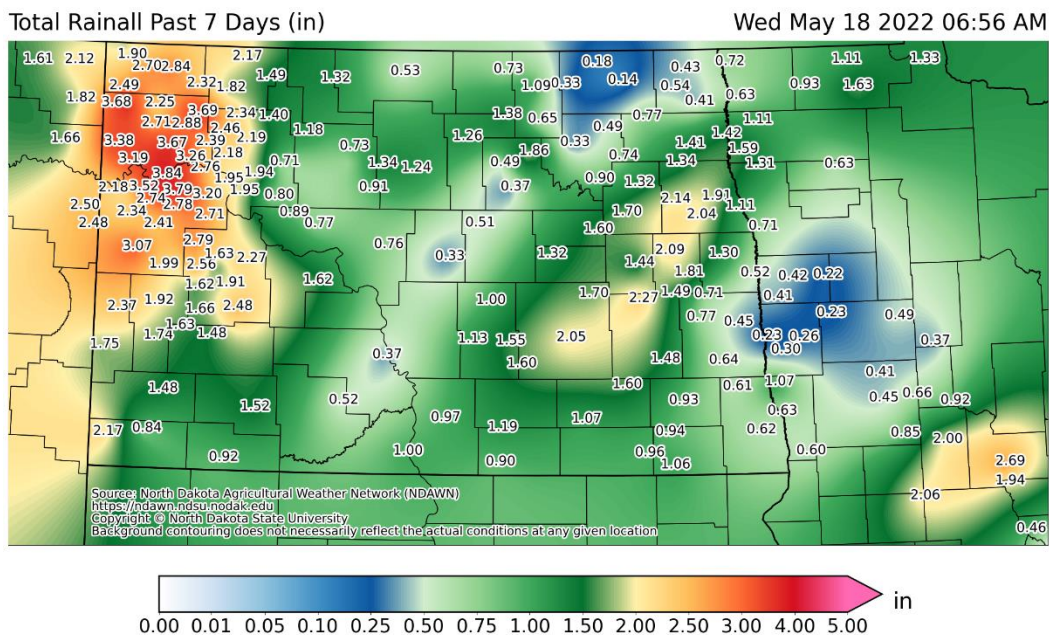 Total Rainall Past 7 Days (in)
Wed May 18 2022 06:56 AM
1.61 2.12 1.90 2.17 0.18 0.72 1.11 1.33
2.70 2.84 0.53 0.73 0.43
2.49 2.32 1.82 1.49 1.32 1.09 0.33 0.14 0.54 0.93 1.63
1.82 3.68 2.25 0.41 0.63
3.69 2.34 1.40 1.38 0.65 0.77 1.11
2.71 2.88 2.46 1.18 0.49
1.66 3.38 3.67 2.39 2.19 0.73 1.26 0.33 1.41 1.42
3.19 3.26 2.18 0.71 1.34 1.24 0.49 1.86 0.74 1.34 1.59 1.31 0.63
3.84 2.76 1.95 1.94
2.18 3.52 3.79 3.20 1.95 0.80 0.91 0.37 0.90 1.32
2.50 2.74 2.78 2.14 1.91
2.34 2.71 0.89 1.70 2.04 1.11
2.48 2.41 0.77 0.51 1.60 0.71
3.07 2.79 0.76
1.99 2.56 1.63 2.27 0.33 1.32 1.44 2.09 1.30
1.62 1.91 1.62 1.81 0.52 0.42 0.22
2.37 1.92 1.66 2.48 1.00 1.70 2.27 1.49 0.71 0.41
1.63 0.77 0.45 0.23 0.49
1.75 1.74 1.48 1.13 1.55 2.05 0.23 0.26 0.37
0.37 1.60 1.48 0.64 0.30
1.48 1.60 0.61 1.07 0.41
1.52 0.52 0.93 0.45 0.66 0.92
0.97 1.07 0.63
2.17 0.84 1.19 0.94 0.62 0.85 2.00
0.92 1.00 0.90 0.96 1.06 0.60 2.69
1.94
2.06
0.46
Source: North Dakota Agricultural Weather Network (NDAWN)
https://ndawn.ndsu.nodak.edu
Copyright © North Dakota State University
Background contouring does not necessarily reflect the actual conditions at any given location
in
0.00 0.01 0.05 0.10 0.25 0.50 0.75 1.00 1.50 2.00 2.50 3.00 4.00 5.00